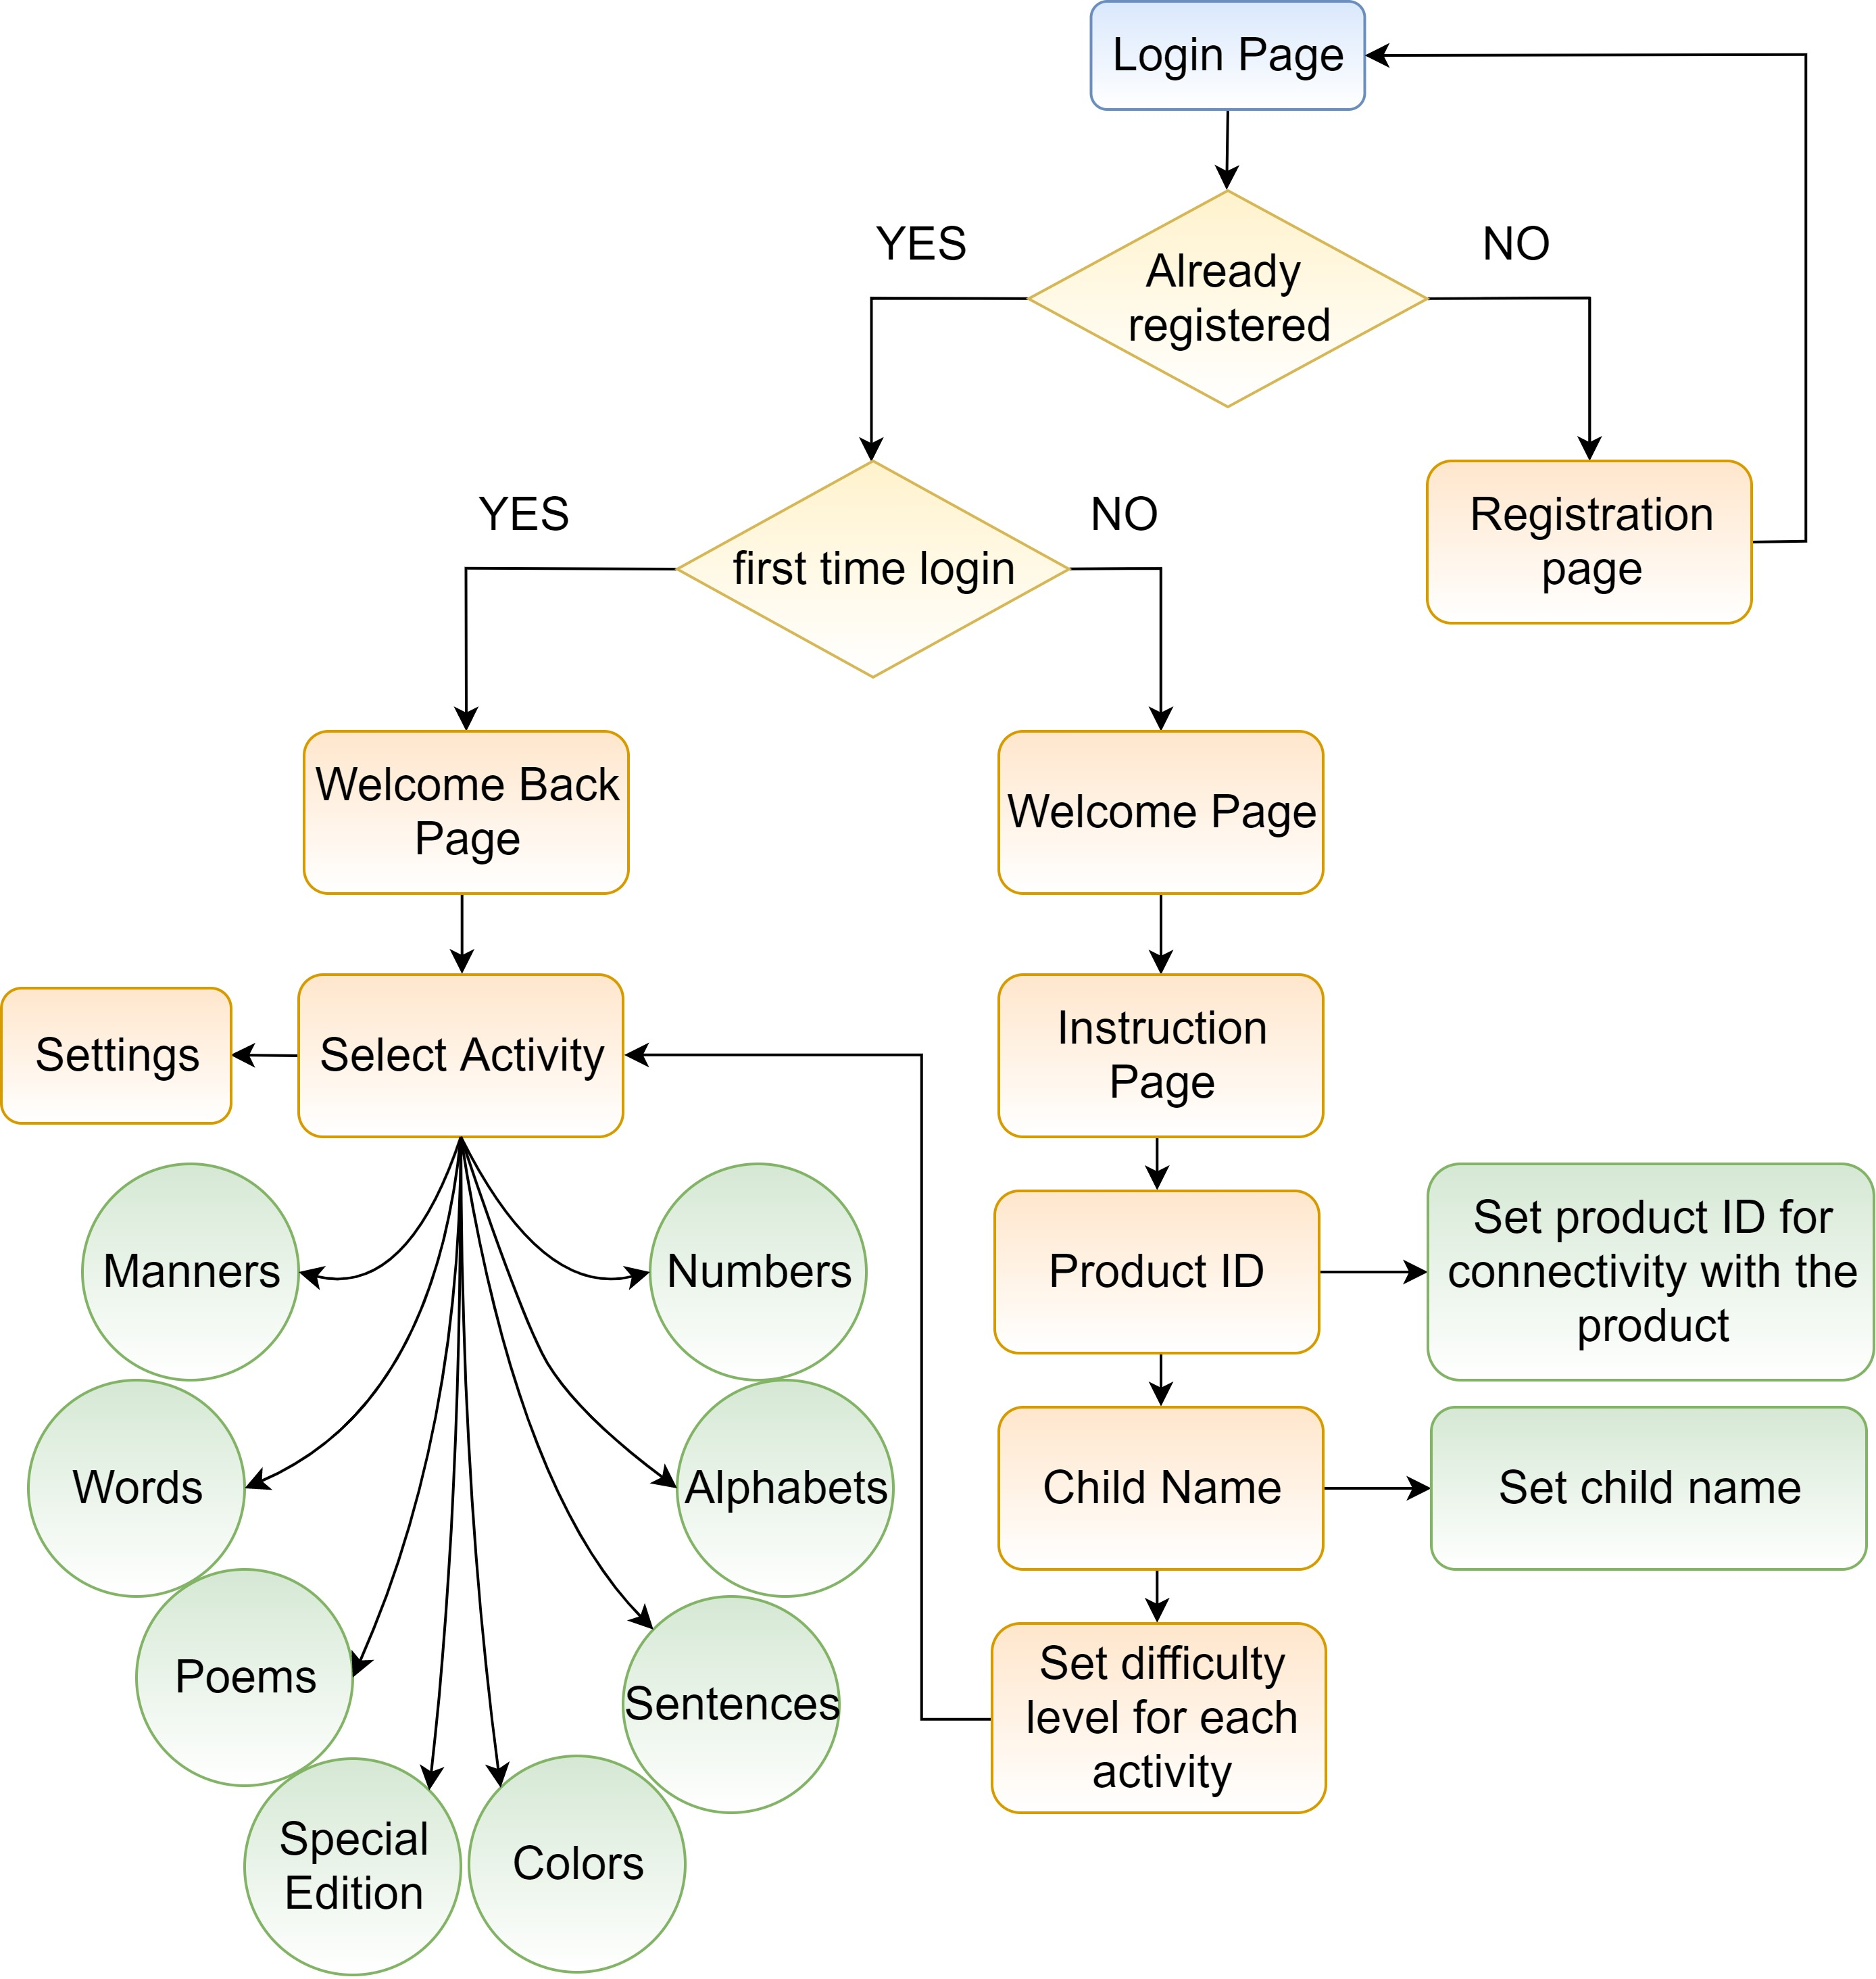 Login Page
YES
NO
Already
registered
YES
NO
first time login
Registration
page
Welcome Back
Page
Welcome Page
Settings
Select Activity
Instruction
Page
Manners
Numbers
Product ID
Set product ID for
connectivity with the
product
Words
Alphabets
Child Name
Set child name
Poems
Sentences
Set difficulty
level for each
activity
Special
Edition
Colors